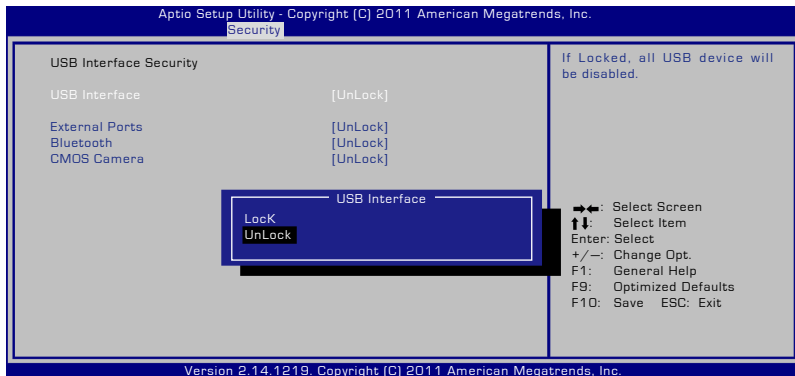 Aptio Setup Utility - Copyright (C) 2011 American Megatrends, Inc.
Security
USB Interface Security
USB Interface [UnLock]
External Ports [UnLock]
Bluetooth [UnLock]
CMOS Camera [UnLock]
USB Interface
LocK
UnLock
If Locked, all USB device will
be disabled.
→←: Select Screen
↑↓: Select Item
Enter: Select
+/—: Change Opt.
F1: General Help
F9: Optimized Defaults
F10: Save ESC: Exit
Version 2.14.1219. Copyright (C) 2011 American Megatrends, Inc.